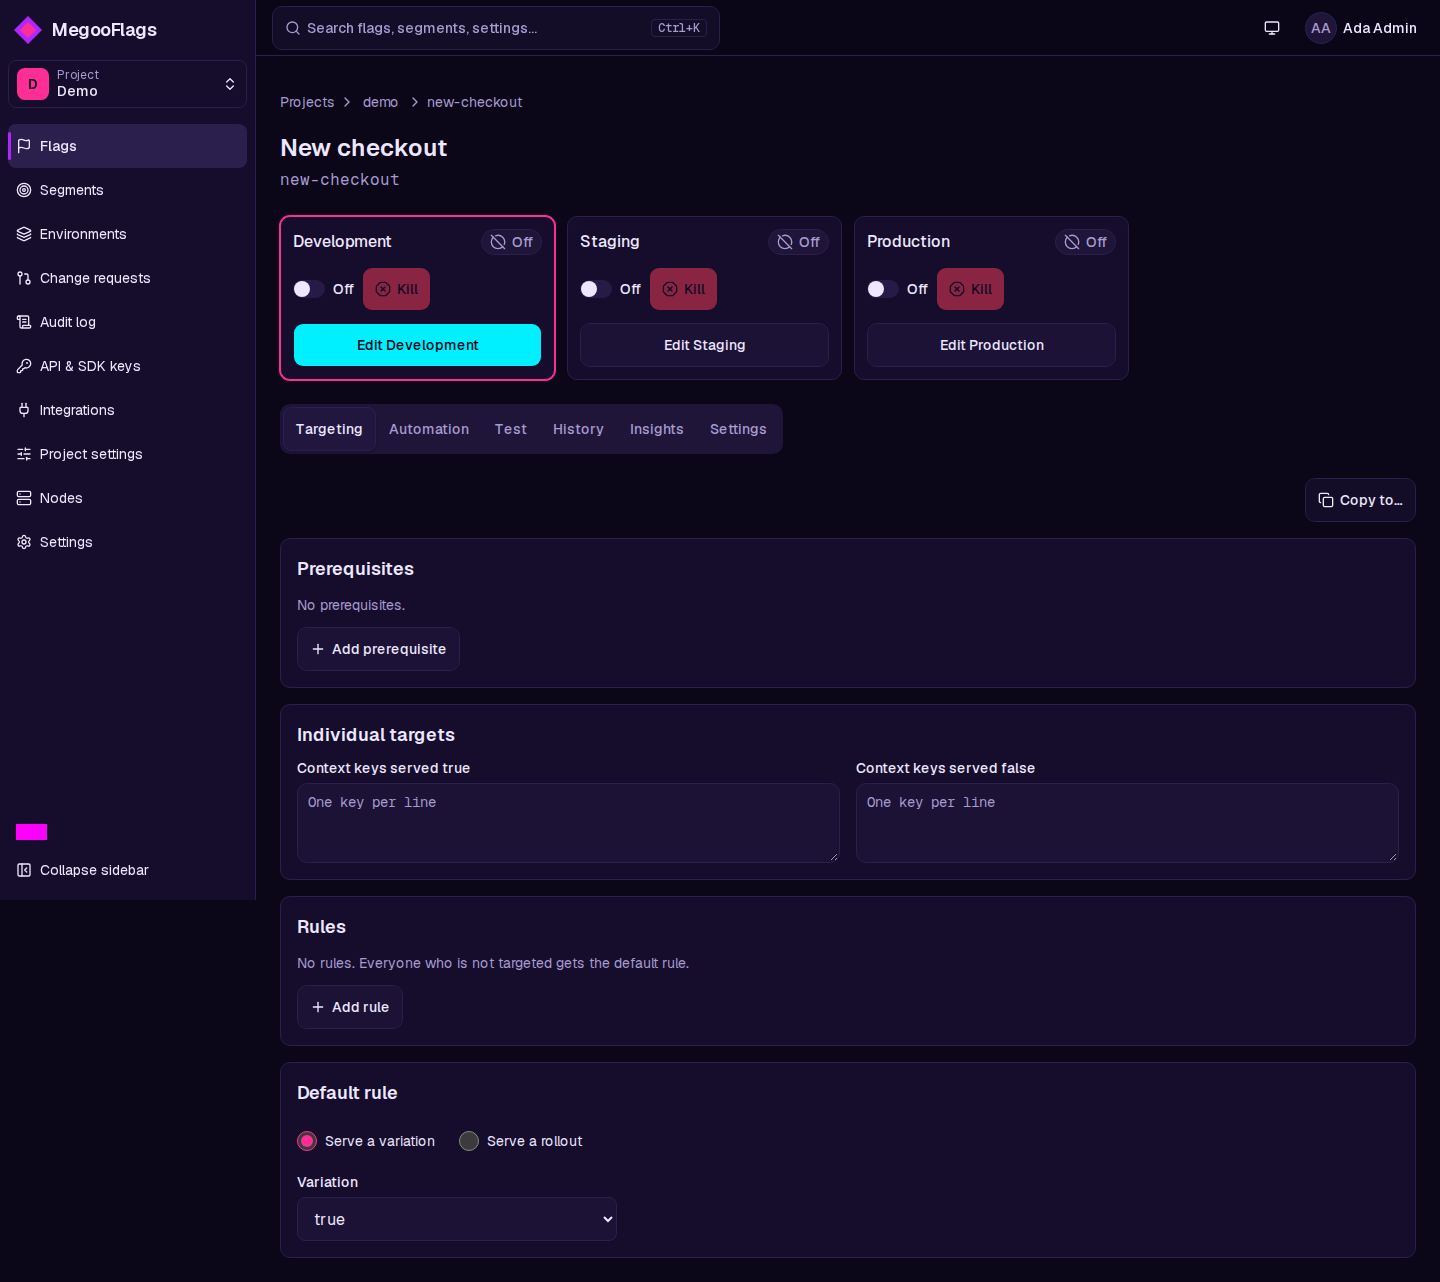 MegooFlags
Search flags, segments, settings...
Ctrl+K
AA
Ada Admin
D
Project
Demo
Flags
Segments
Environments
Change requests
Audit log
API & SDK keys
Integrations
Project settings
Nodes
Settings
Collapse sidebar
Projects
demo
new-checkout
New checkout
new-checkout
Development
Off
Off
Kill
Edit Development
Staging
Off
Off
Kill
Edit Staging
Production
Off
Off
Kill
Edit Production
Targeting
Automation
Test
History
Insights
Settings
Copy to…
Prerequisites
No prerequisites.
Add prerequisite
Individual targets
Context keys served true
One key per line
Context keys served false
One key per line
Rules
No rules. Everyone who is not targeted gets the default rule.
Add rule
Default rule
Serve a variation
Serve a rollout
Variation
true